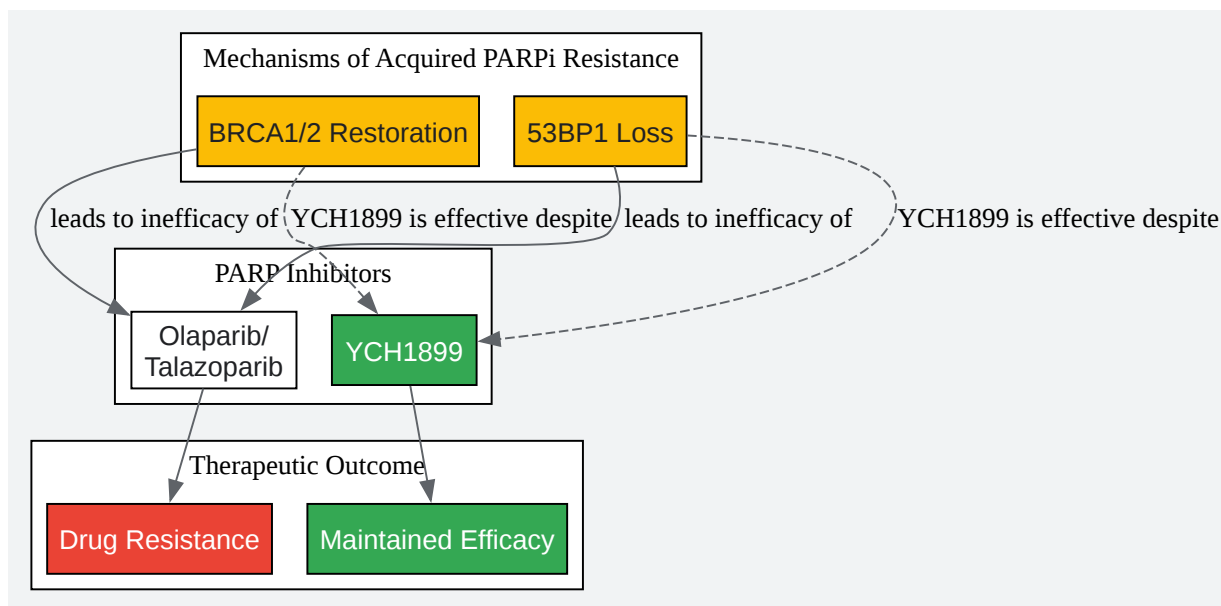 Mechanisms of Acquired PARPi Resistance
BRCA1/2 Restoration
53BP1 Loss
leads to inefficacy of
YCH1899 is effective despite
leads to inefficacy of
YCH1899 is effective despite
PARP Inhibitors
Olaparib/
Talazoparib
YCH1899
Therapeutic Outcome
Drug Resistance
Maintained Efficacy